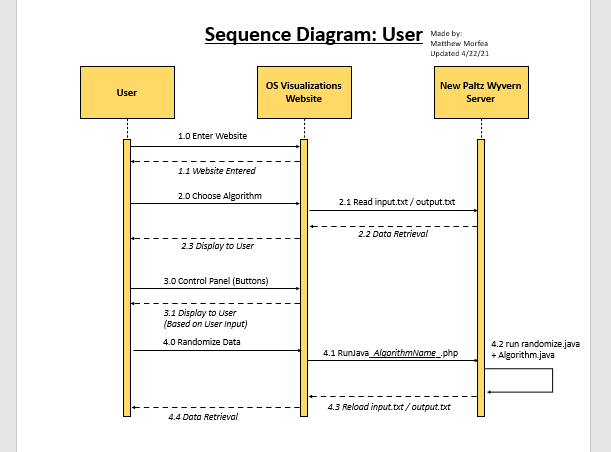 Sequence Diagram: User
Made by:
Matthew Morfea
Updated 4/22/21
User
OS Visualizations
Website
New Paltz Wyvern
Server
1.0 Enter Website
1.1 Website Entered
2.0 Choose Algorithm
2.1 Read input.txt / output.txt
2.2 Data Retrieval
2.3 Display to User
3.0 Control Panel (Buttons)
3.1 Display to User
(Based on User Input)
4.0 Randomize Data
4.1 RunJava_AlgorithmName_.php
4.2 run randomize.java
+ Algorithm.java
4.3 Reload input.txt / output.txt
4.4 Data Retrieval